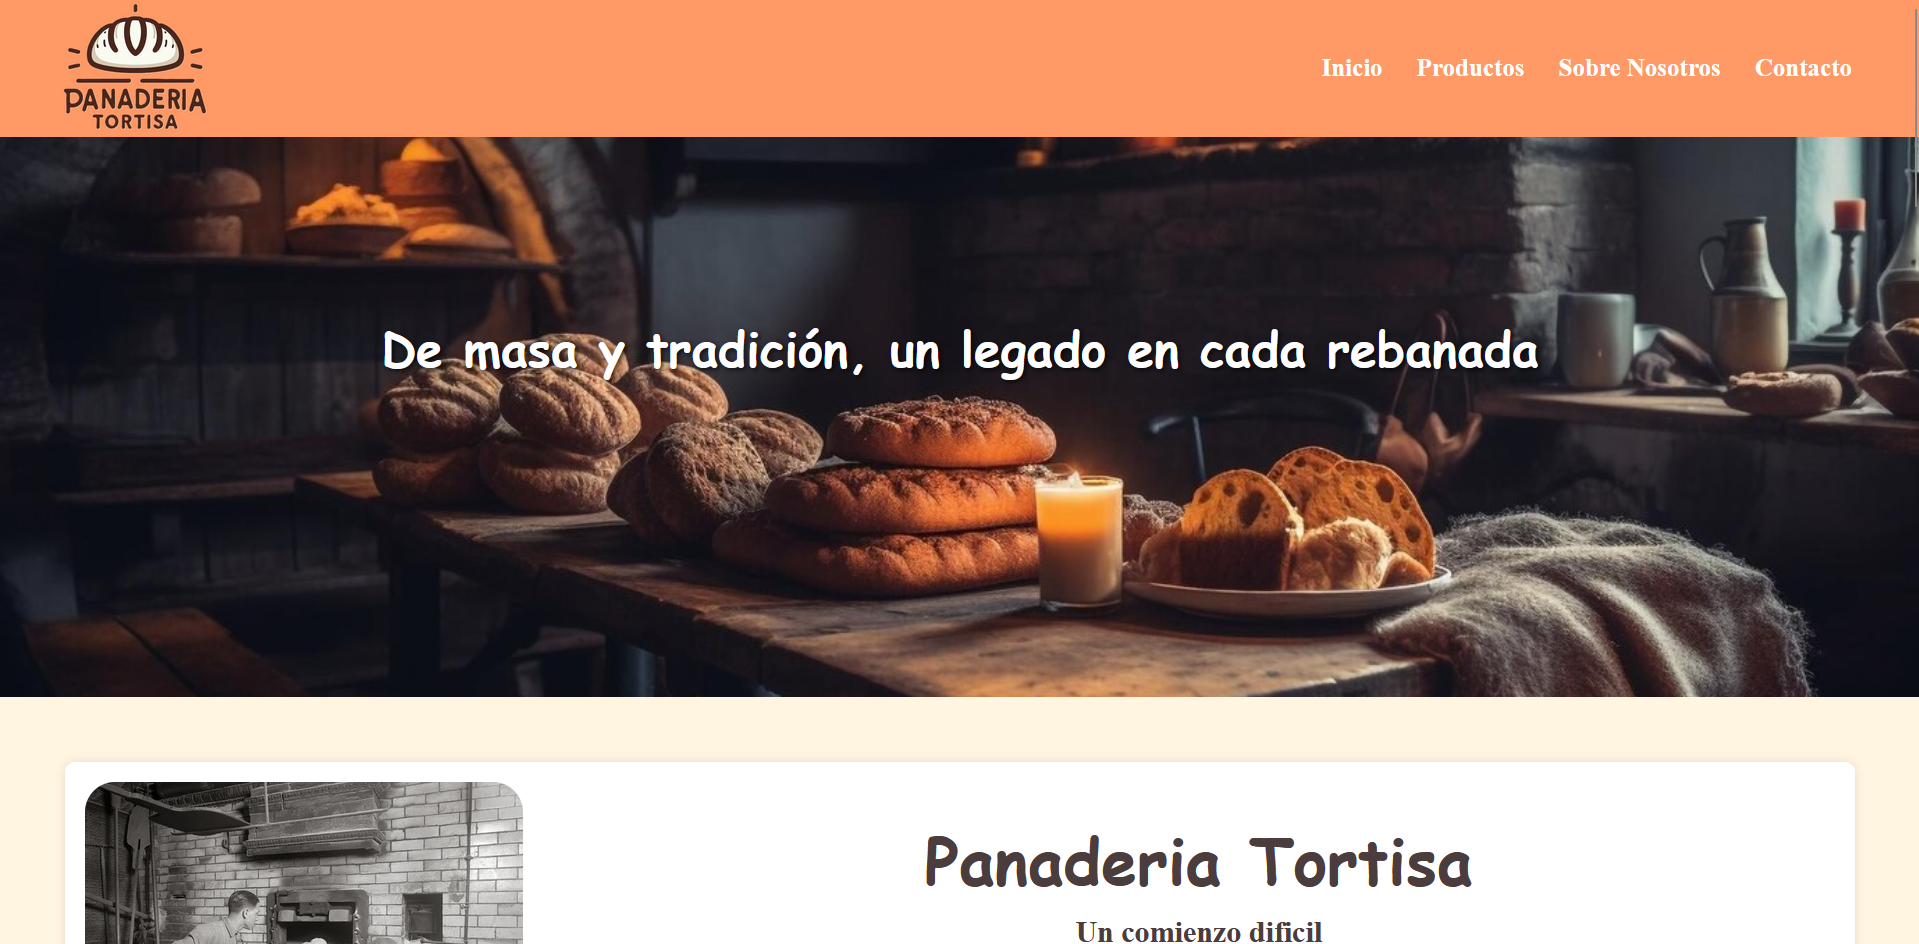 PANADERIA
TORTISA
Inicio Productos Sobre Nosotros Contacto
De masa y tradición, un legado en cada rebanada
Panaderia Tortisa
Un comienzo dificil